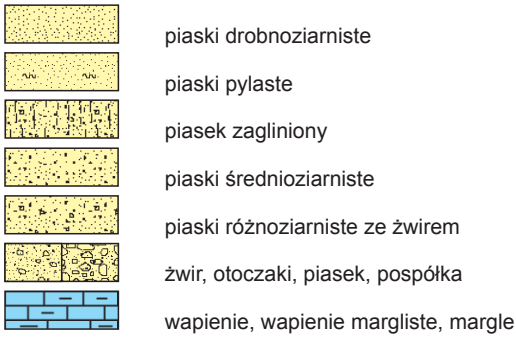 piaski drobnoziarniste
piaski pylaste
piasek zagliniony
piaski średnioziarniste
piaski różnoziarniste ze żwirem
żwir, otoczaki, piasek, pospółka
wapienie, wapienie margliste, margle